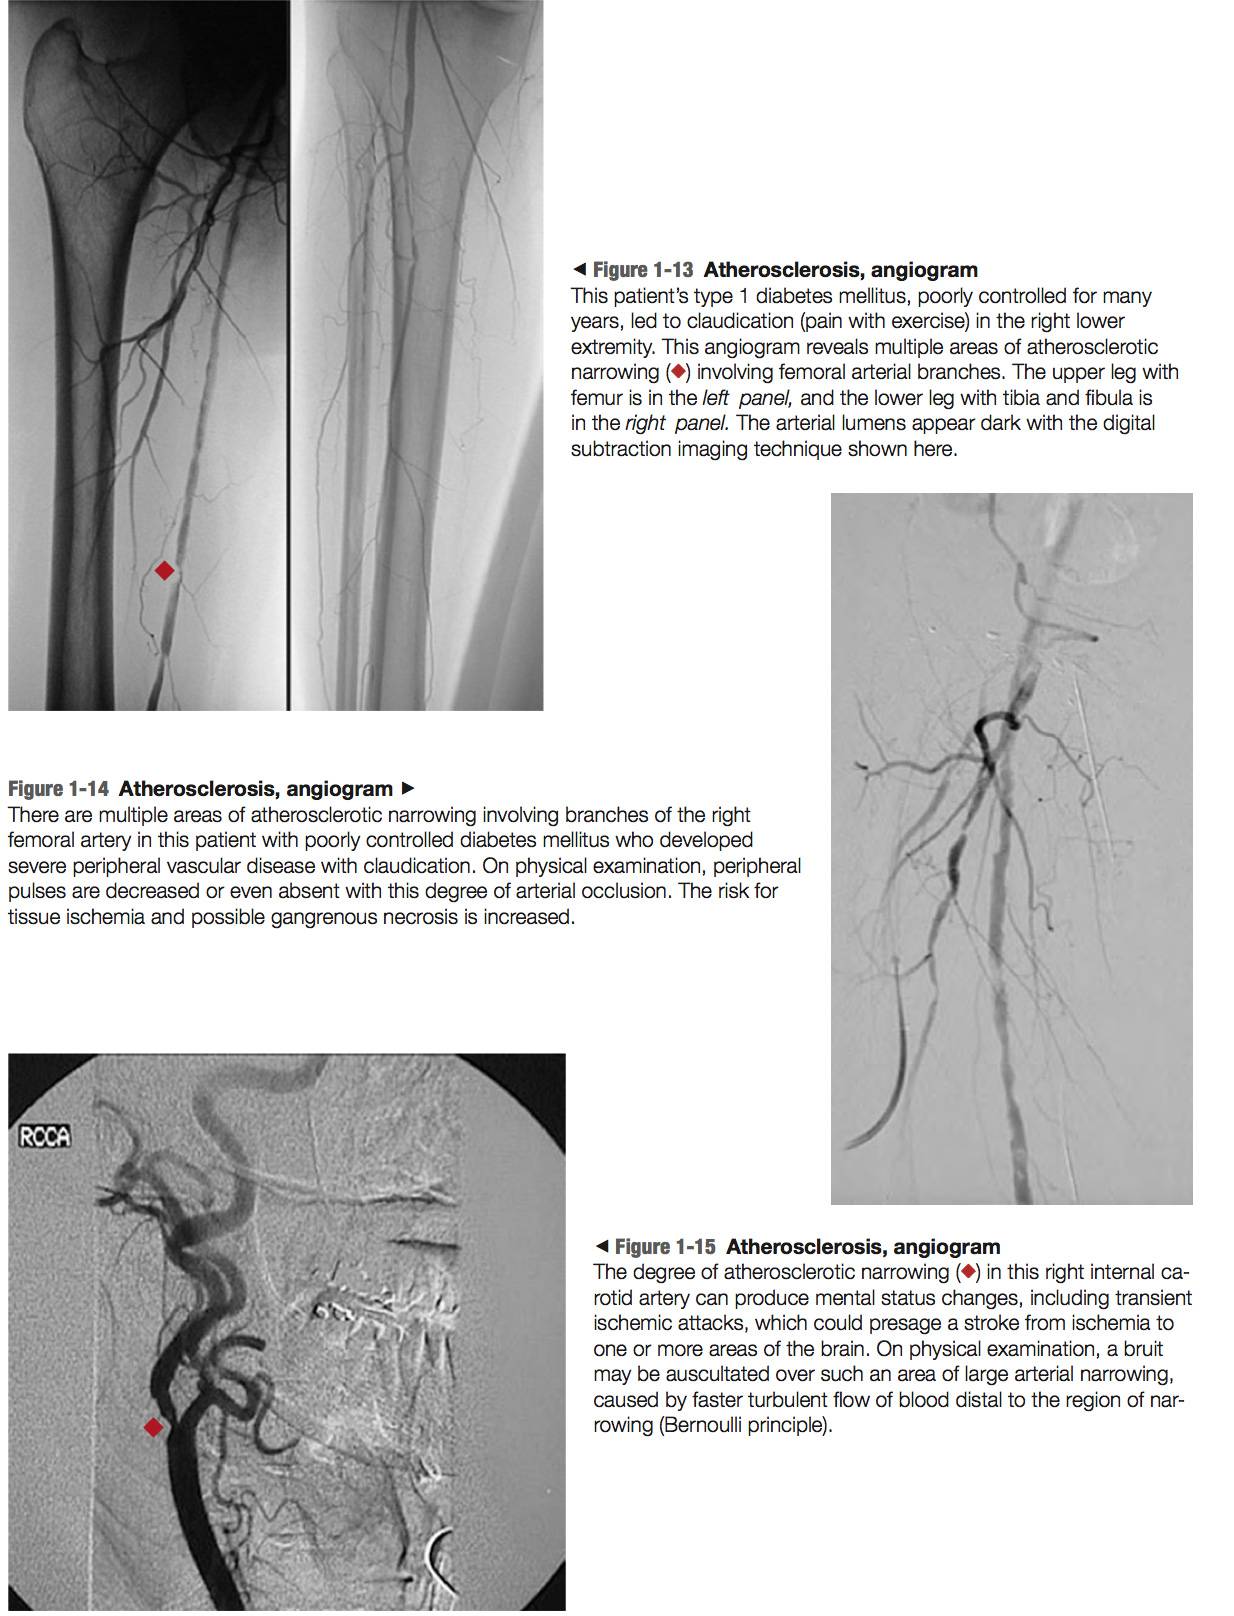 ◄ Figure 1-13 Atherosclerosis, angiogram
This patient's type 1 diabetes mellitus, poorly controlled for many
years, led to claudication (pain with exercise) in the right lower
extremity. This angiogram reveals multiple areas of atherosclerotic
narrowing (◆) involving femoral arterial branches. The upper leg with
femur is in the left panel, and the lower leg with tibia and fibula is
in the right panel. The arterial lumens appear dark with the digital
subtraction imaging technique shown here.
Figure 1-14 Atherosclerosis, angiogram ►
There are multiple areas of atherosclerotic narrowing involving branches of the right
femoral artery in this patient with poorly controlled diabetes mellitus who developed
severe peripheral vascular disease with claudication. On physical examination, peripheral
pulses are decreased or even absent with this degree of arterial occlusion. The risk for
tissue ischemia and possible gangrenous necrosis is increased.
RCCA
◄ Figure 1-15 Atherosclerosis, angiogram
The degree of atherosclerotic narrowing (◆) in this right internal ca-
rotid artery can produce mental status changes, including transient
ischemic attacks, which could presage a stroke from ischemia to
one or more areas of the brain. On physical examination, a bruit
may be auscultated over such an area of large arterial narrowing,
caused by faster turbulent flow of blood distal to the region of nar-
rowing (Bernoulli principle).